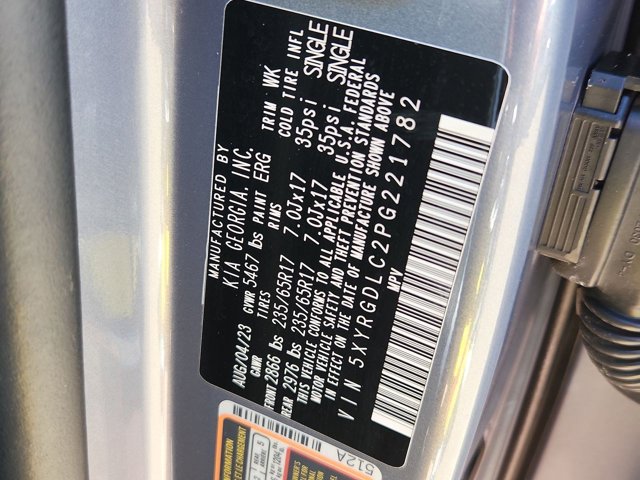 MANUFACTURED BY
KIA GEORGIA, INC.
AUG/04/23 GVWR 5467 lbs PAINT ERG TRIM WK
GAWR TIRES RIMS COLD TIRE INFL
FRONT 2866 lbs 235/65R17 7.0Jx17 35psi SINGLE
REAR 2976 lbs 235/65R17 7.0Jx17 35psi SINGLE
THIS VEHICLE CONFORMS TO ALL APPLICABLE U.S.A. FEDERAL
MOTOR VEHICLE SAFETY AND THEFT PREVENTION STANDARDS
IN EFFECT ON THE DATE OF MANUFACTURE SHOWN ABOVE
VIN 5XYRGDLC2PG221782
MPV
512A